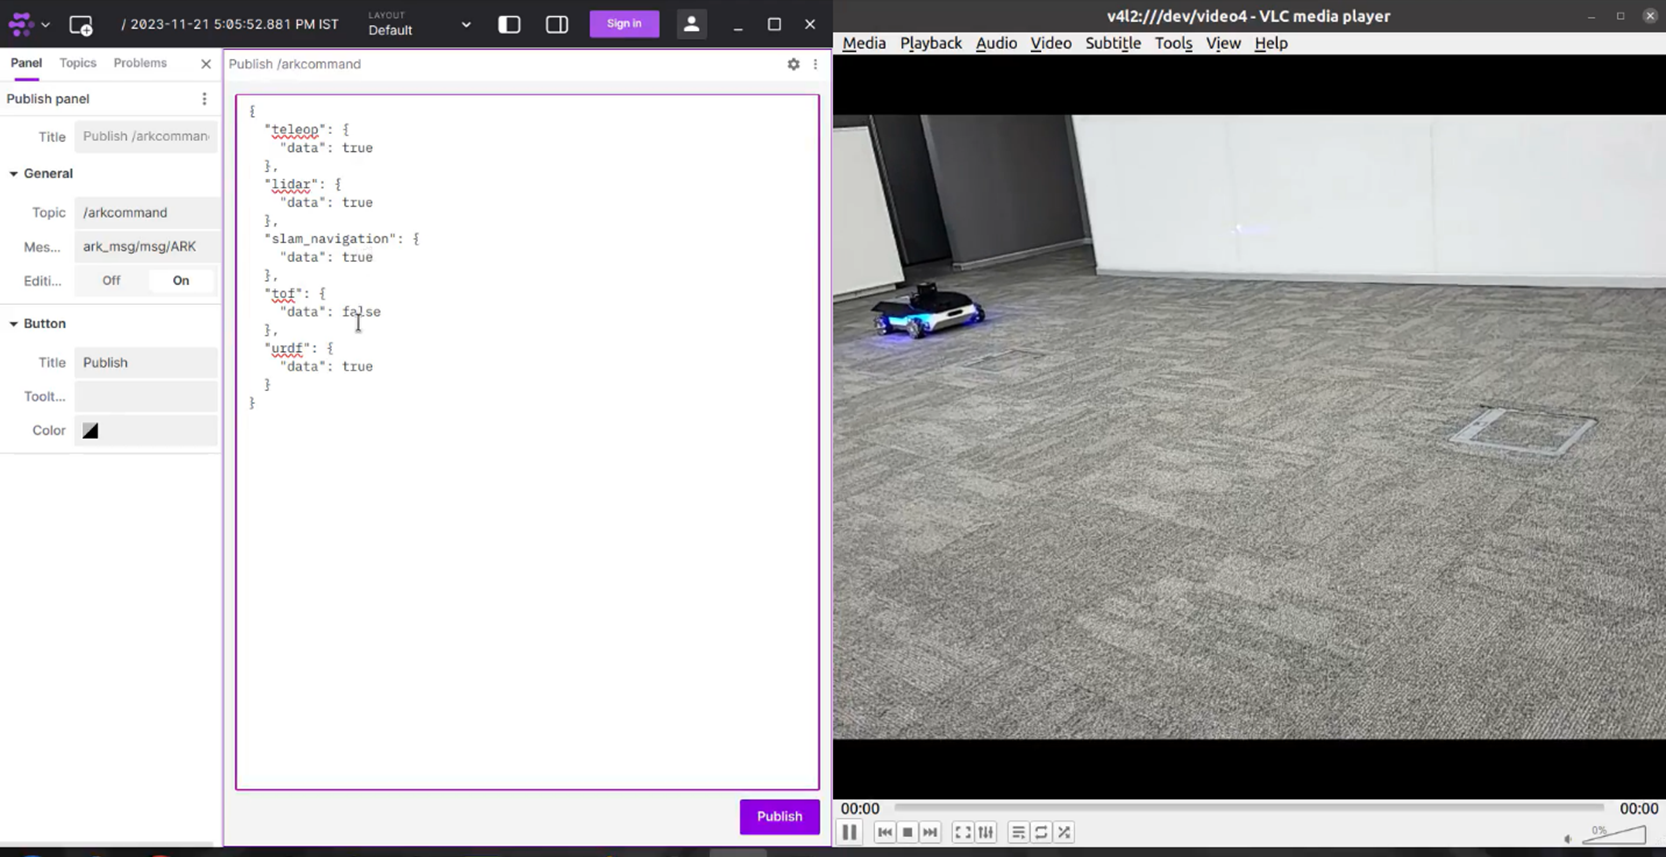 / 2023-11-21 5:05:52.881 PM IST
LAYOUT
Default
Sign in
Panel
Topics
Problems
Publish panel
Title
Publish /arkcomman
General
Topic
/arkcommand
Mes...
ark_msg/msg/ARK
Editi...
Off
On
Button
Title
Publish
Toolt...
Color
Publish /arkcommand
{
"teleop": {
"data": true
},
"lidar": {
"data": true
},
"slam_navigation": {
"data": true
},
"tof": {
"data": false
},
"urdf": {
"data": true
}
}
Publish
v4l2:///dev/video4 - VLC media player
Media Playback Audio Video Subtitle Tools View Help
00:00
00:00
0%